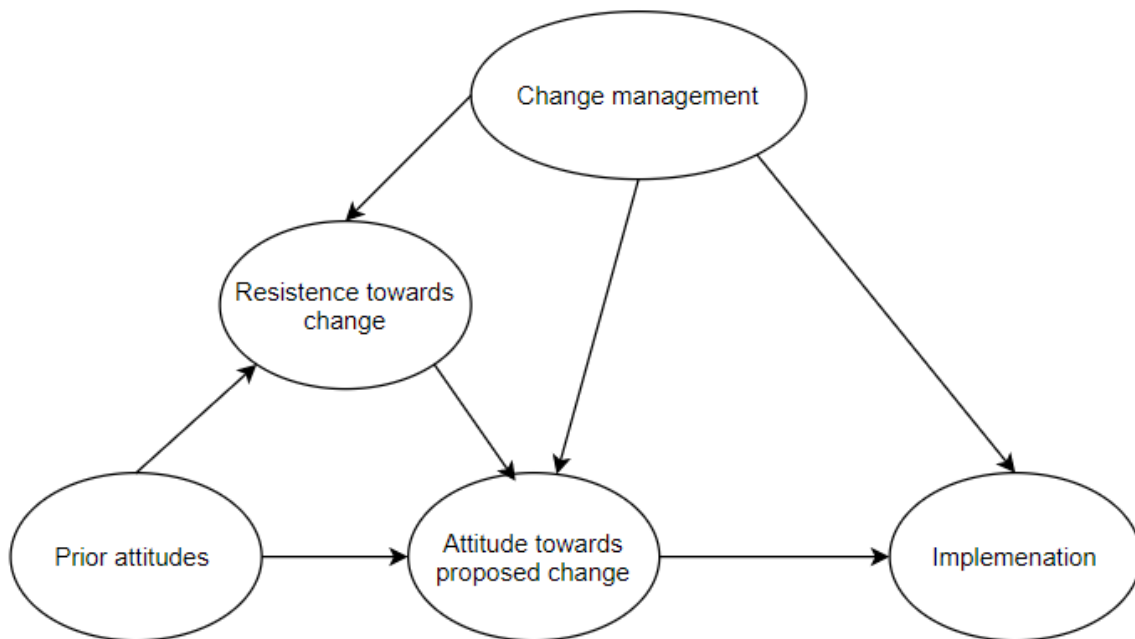 Change management
Resistence towards
change
Prior attitudes
Attitude towards
proposed change
Implemenation